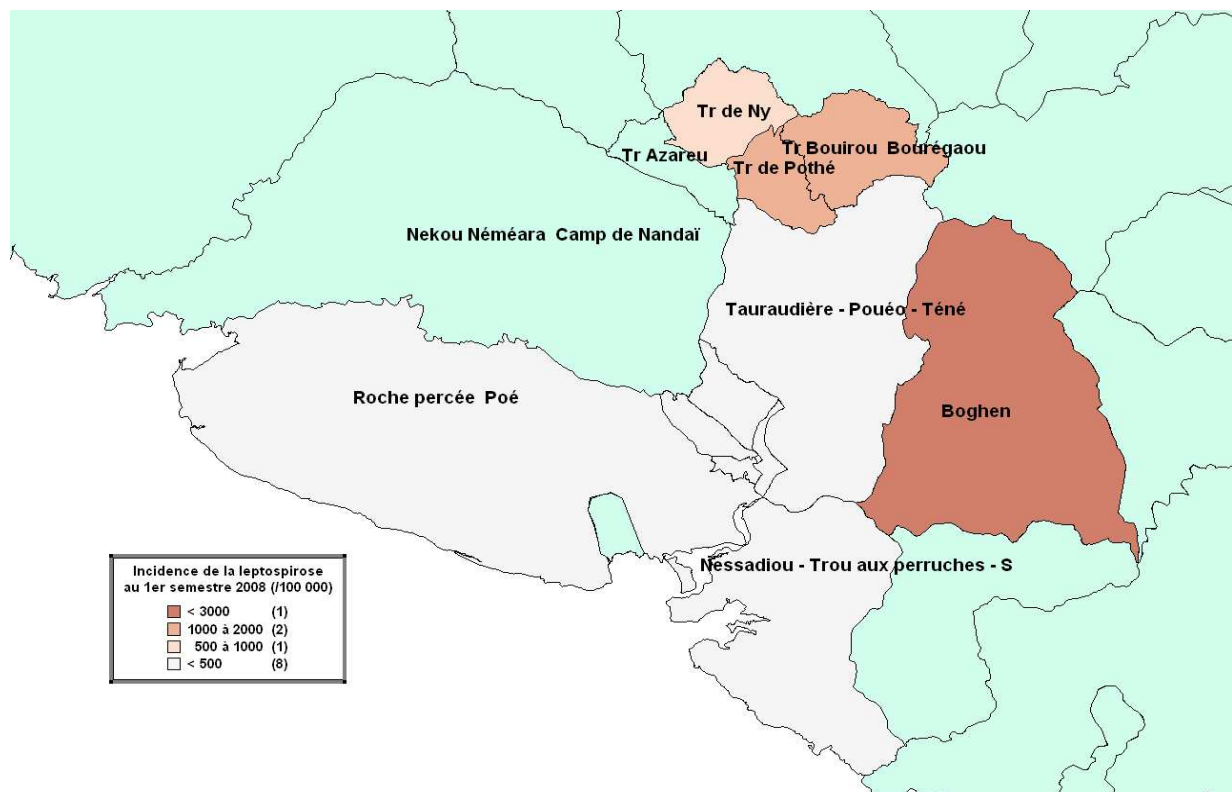 Tr de Ny
Tr Bouirou Bourégaou
Tr Azareu
Tr de Pothé
Nekou Néméara Camp de Nandaï
Tauraudière - Pouéo - Téné
Roche percée Poé
Boghen
Nessadiou - Trou aux perruches - S
Incidence de la leptospirose
au 1er semestre 2008 (/100 000)
< 3000 (1)
1000 à 2000 (2)
500 à 1000 (1)
< 500 (8)